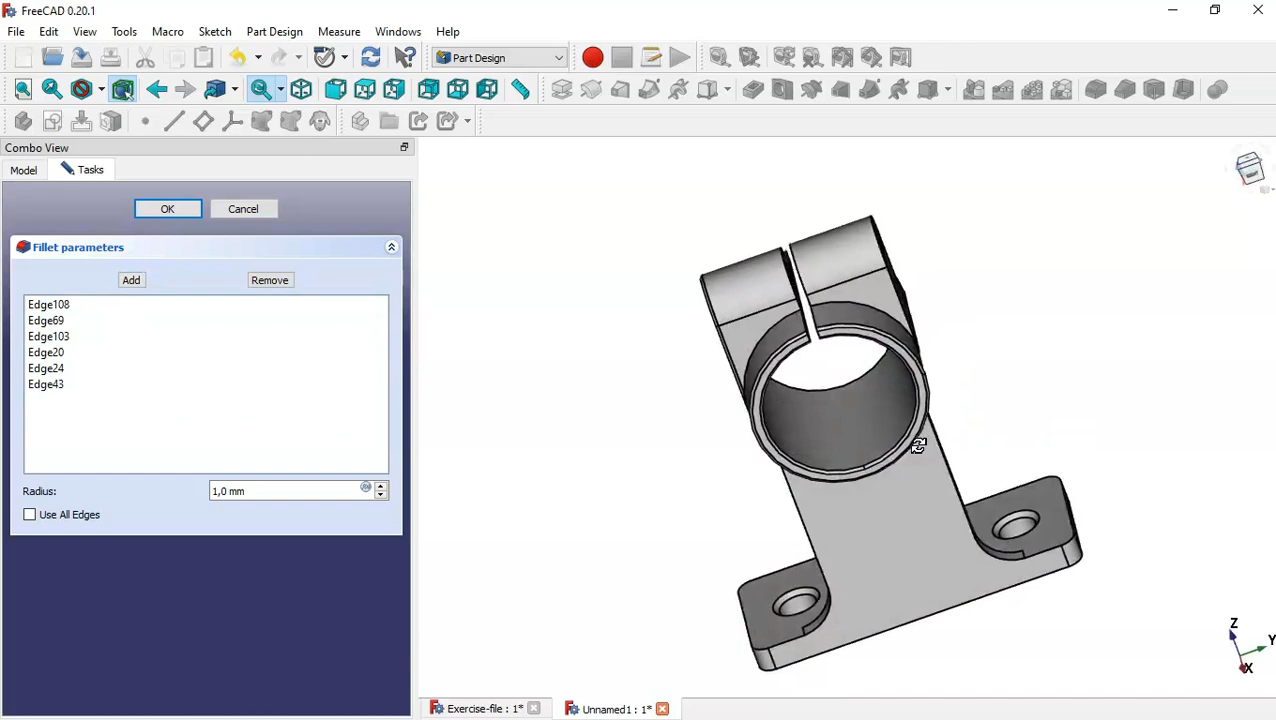 FreeCAD 0.20.1
File Edit View Tools Macro Sketch Part Design Measure Windows Help
Part Design
Combo View
Model Tasks
OK Cancel
Fillet parameters
Add Remove
Edge108
Edge69
Edge103
Edge20
Edge24
Edge43
Radius: 1,0 mm
Use All Edges
Z
Y
X
Exercise-file : 1* Unnamed1 : 1*